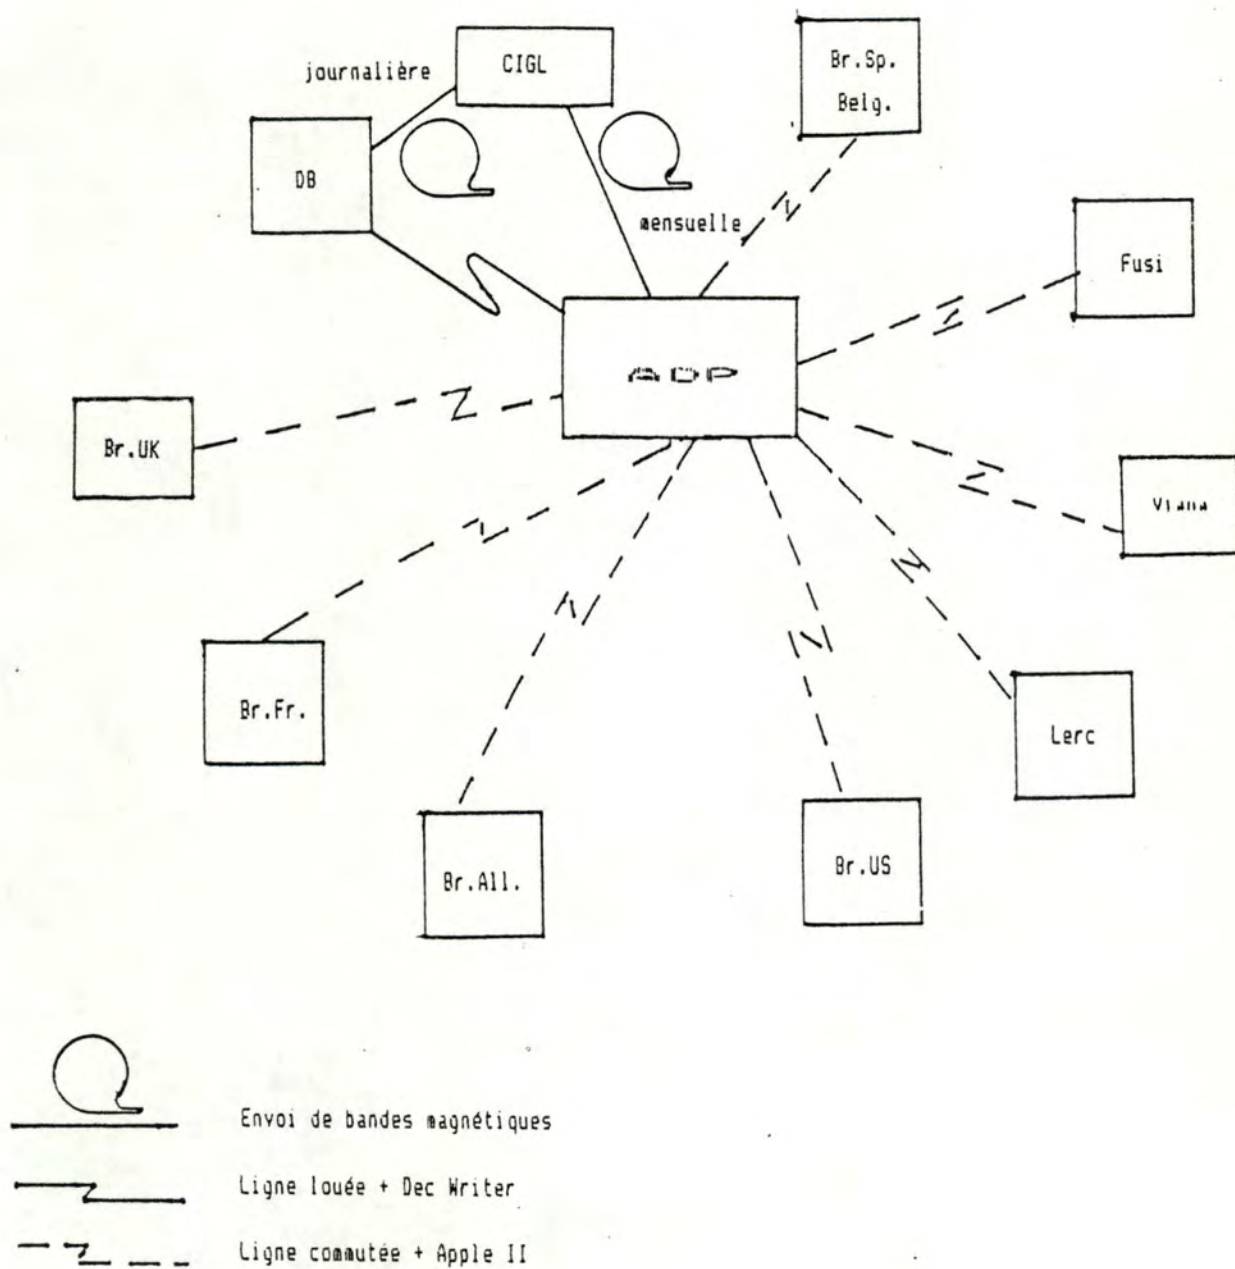 journalière
CIGL
Br.Sp.
Belg.
DB
mensuelle
Fusi
ADP
Br.UK
Viana
Br.Fr.
Lerc
Br.All.
Br.US
Envoi de bandes magnétiques
Ligne louée + Dec Writer
Ligne commutée + Apple II